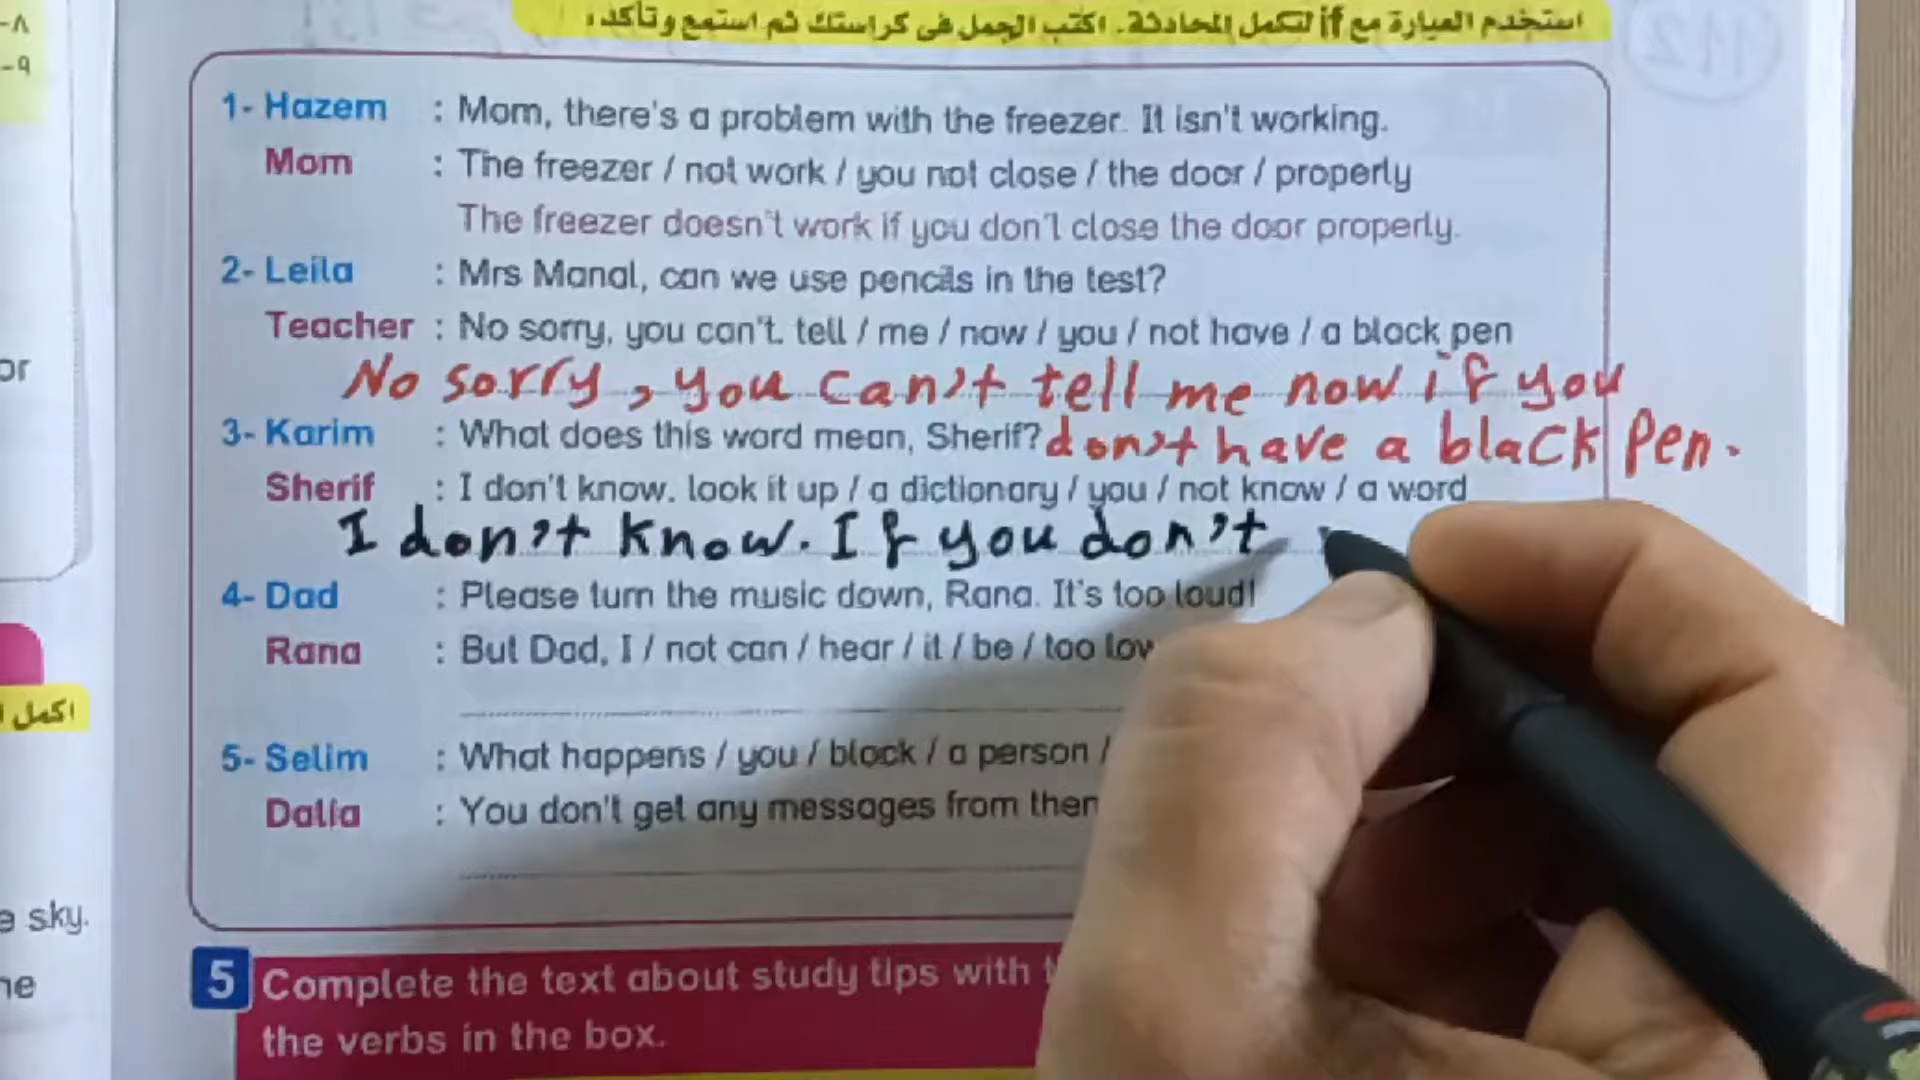 استخدم العبارة مع if لتكمل المحادثة. اكتب الجمل في كراستك ثم استمع وتأكد:
٨-
٩-
1- Hazem : Mom, there's a problem with the freezer. It isn't working.
Mom : The freezer / not work / you not close / the door / properly
The freezer doesn't work if you don't close the door properly.
2- Leila : Mrs Manal, can we use pencils in the test?
or
Teacher : No sorry, you can't. tell / me / now / you / not have / a black pen
No sorry, you can't tell me now if you
3- Karim : What does this word mean, Sherif? don't have a black Pen.
Sherif : I don't know. look it up / a dictionary / you / not know / a word
I don't know. If you don't
4- Dad : Please turn the music down, Rana. It's too loud!
Rana : But Dad, I / not can / hear / it / be / too low
اكمل
5- Selim : What happens / you / block / a person /
Dalia : You don't get any messages from
sky.
5 Complete the text about study tips with
the verbs in the box.